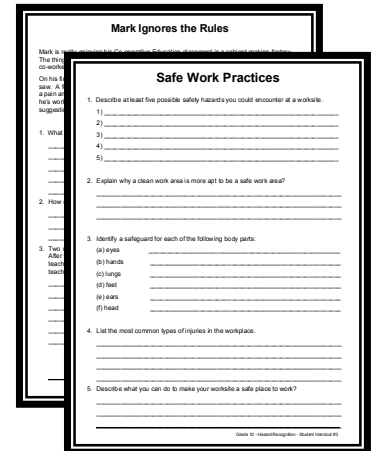 Mark Ignores the Rules
Mark is really enjoying his Co-operative Education placement in a cabinet making factory.
The thing
co-worke
On his fi
saw. A f
a pain an
he's work
suggestio
1. What
2. How
3. Two
After
teach
teach
Safe Work Practices
1. Describe at least five possible safety hazards you could encounter at a worksite.
1)
2)
3)
4)
5)
2. Explain why a clean work area is more apt to be a safe work area?
3. Identify a safeguard for each of the following body parts:
(a) eyes
(b) hands
(c) lungs
(d) feet
(e) ears
(f) head
4. List the most common types of injuries in the workplace.
5. Describe what you can do to make your worksite a safe place to work?
Grade 10 - Hazard Recognition - Student Handout #3